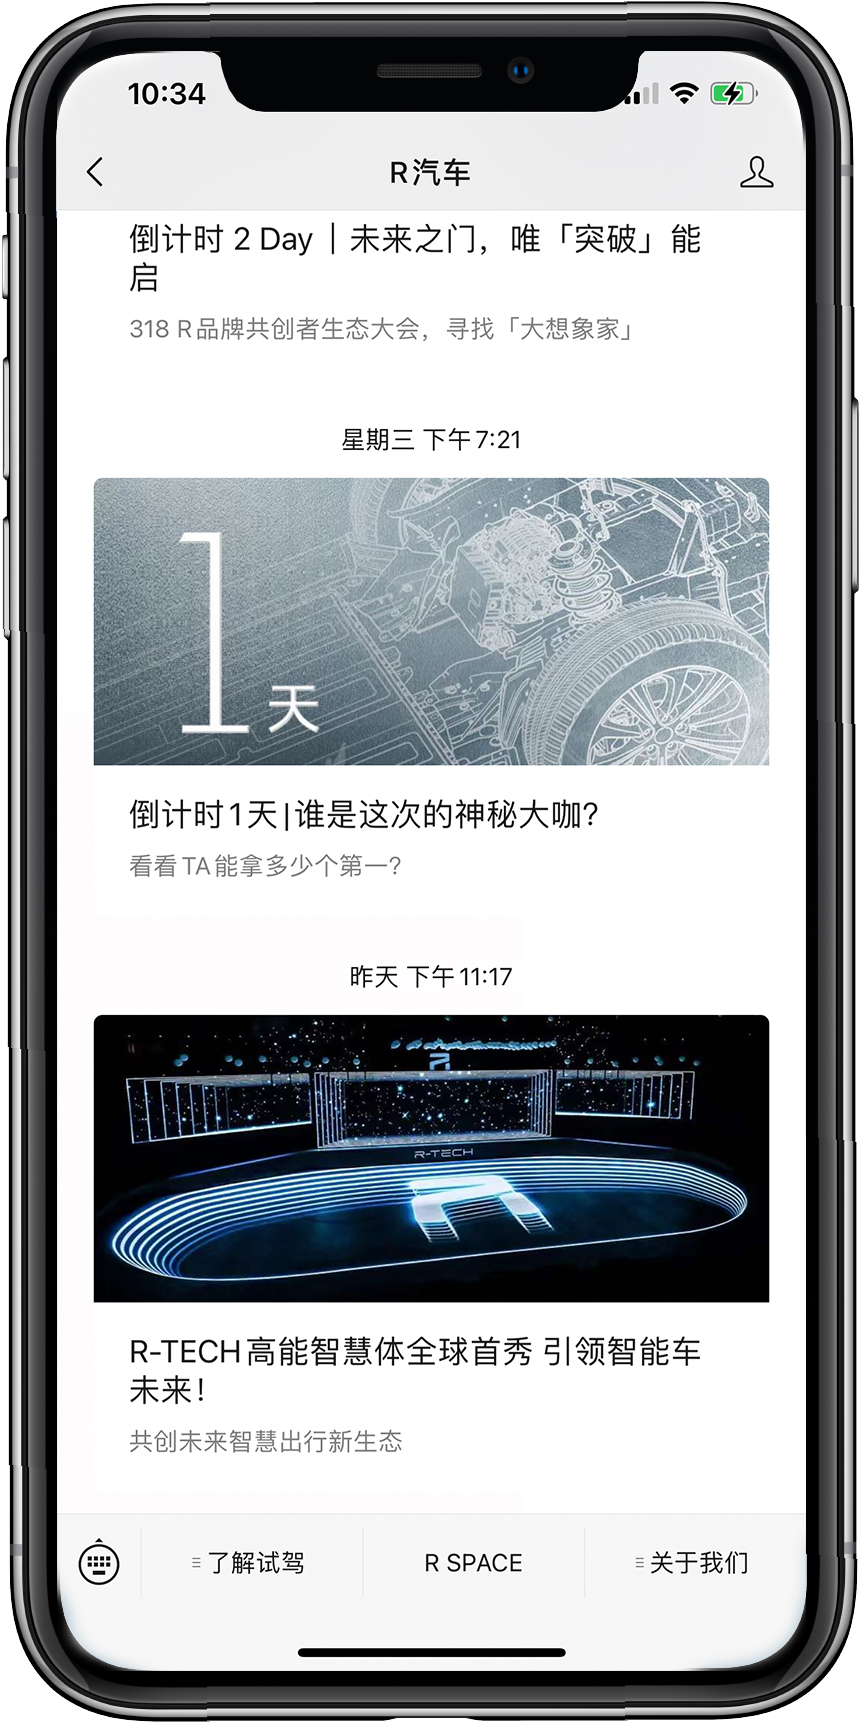 10:34
R汽车
倒计时 2 Day｜未来之门，唯「突破」能
启
318 R品牌共创者生态大会，寻找「大想象家」
星期三 下午7:21
1天
倒计时1天|谁是这次的神秘大咖?
看看TA能拿多少个第一?
昨天 下午11:17
R-TECH
R-TECH高能智慧体全球首秀 引领智能车
未来!
共创未来智慧出行新生态
了解试驾
R SPACE
关于我们